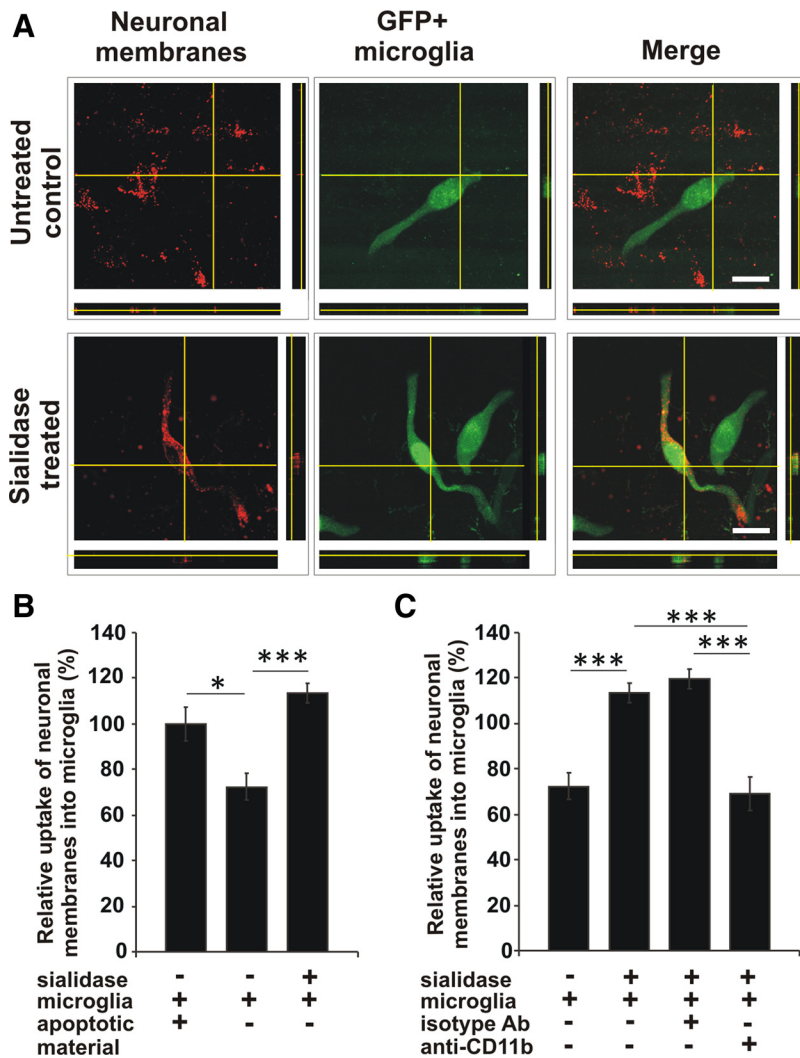 A
Neuronal membranes
GFP+ microglia
Merge
Untreated control
Sialidase treated
B
Relative uptake of neuronal
membranes into microglia (%)
140
120
100
80
60
40
20
0
*
***
sialidase - - +
microglia + + +
apoptotic + - -
material
C
Relative uptake of neuronal
membranes into microglia (%)
140
120
100
80
60
40
20
0
***
***
***
sialidase - + + +
microglia + + + +
isotype Ab - - + -
anti-CD11b - - - +